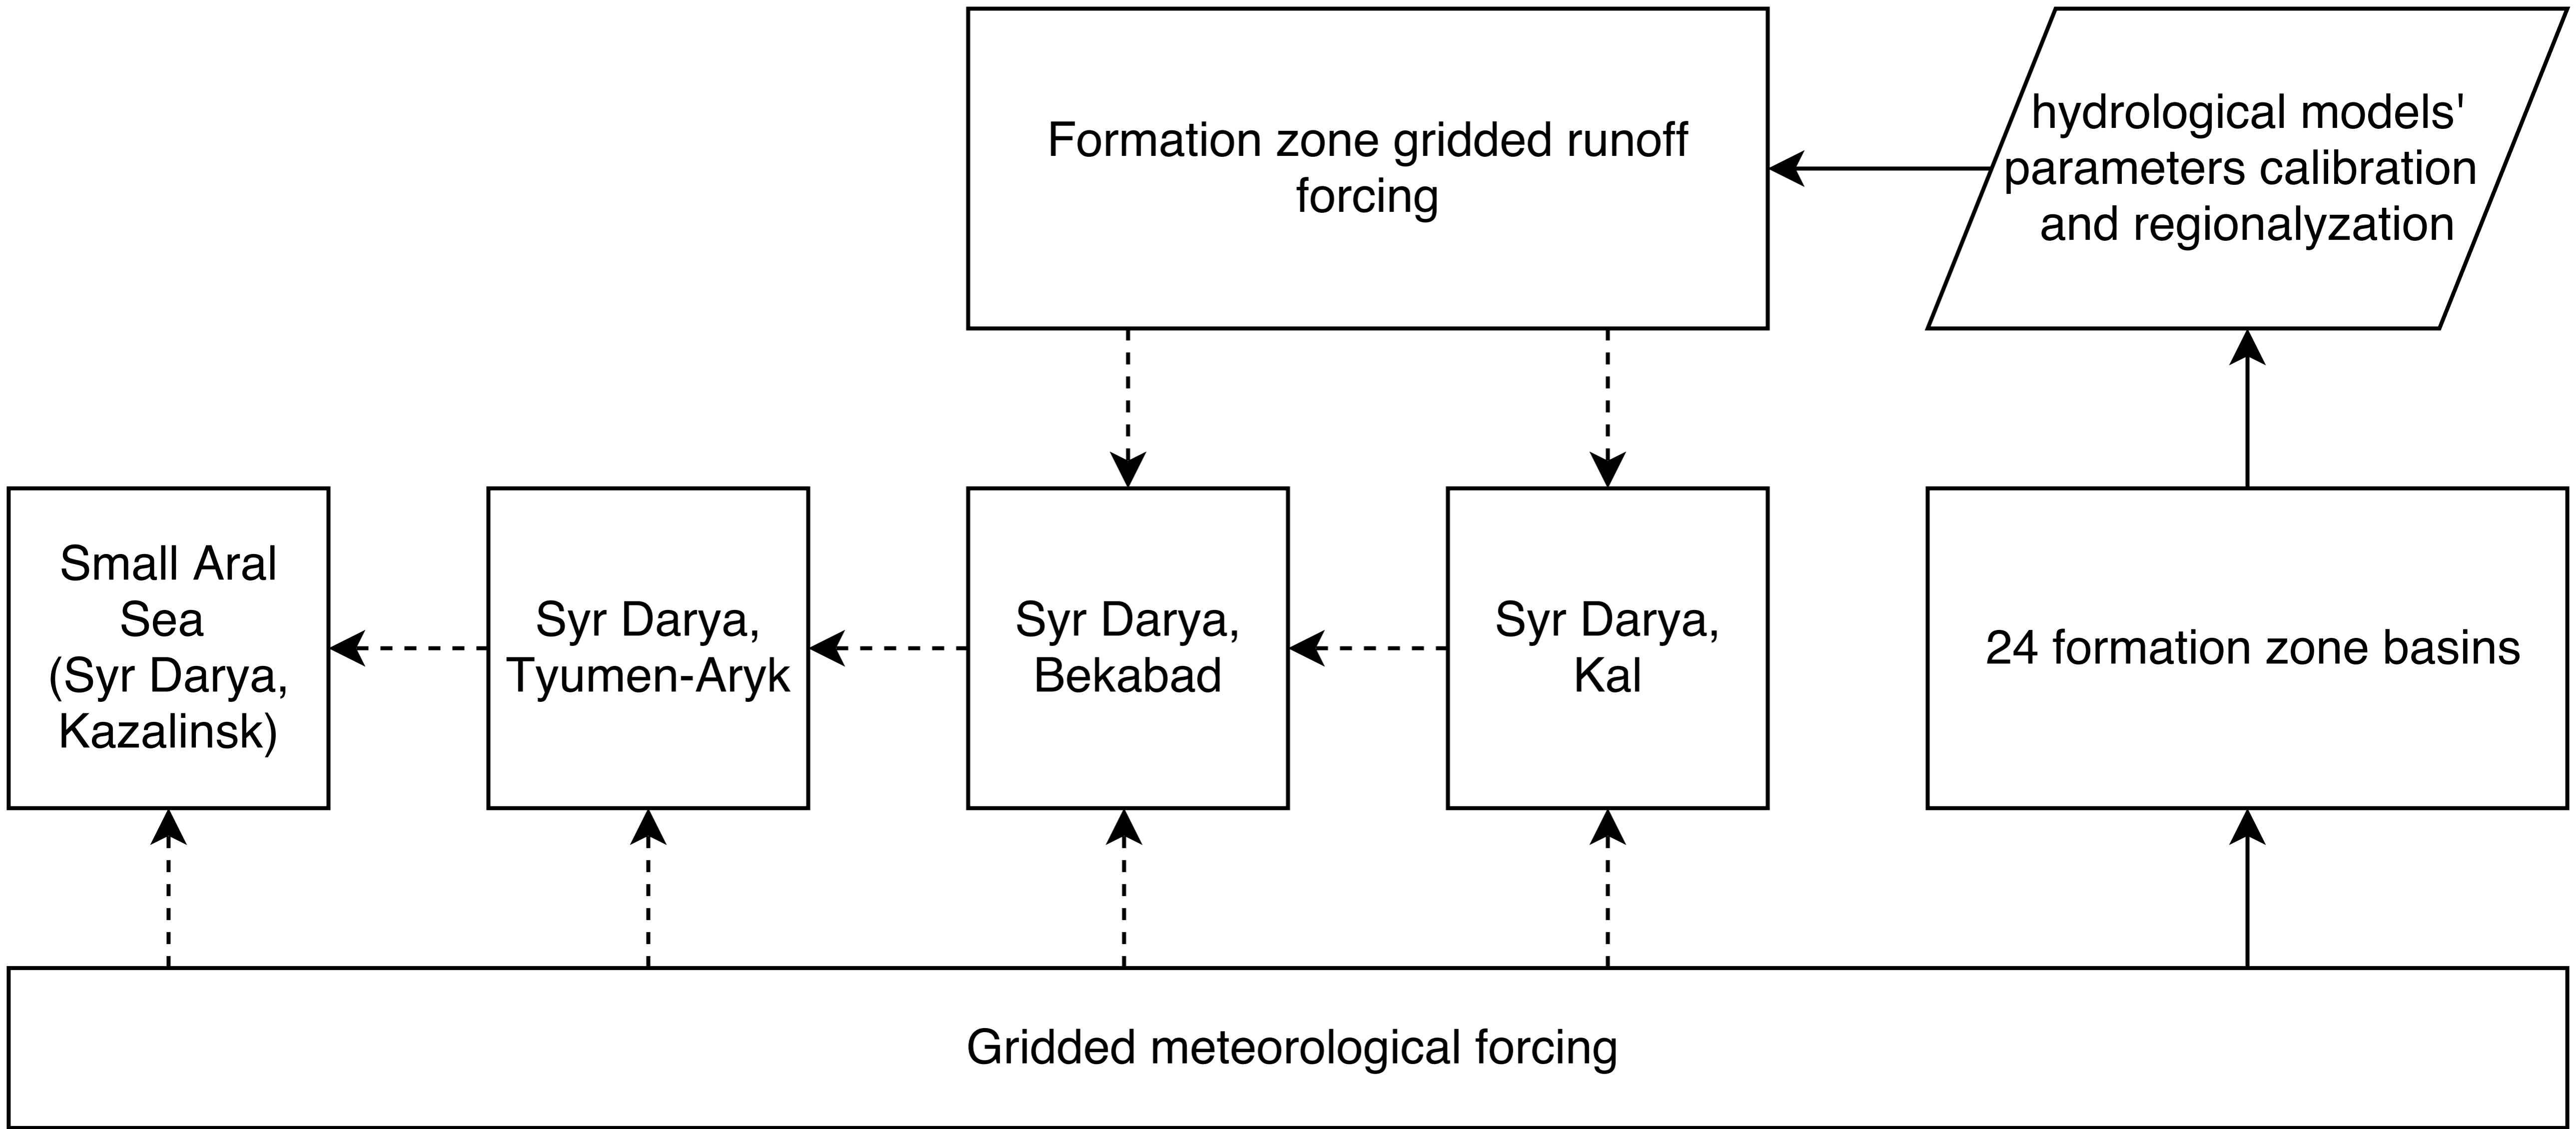 Formation zone gridded runoff
forcing
hydrological models'
parameters calibration
and regionalyzation
Small Aral
Sea
(Syr Darya,
Kazalinsk)
Syr Darya,
Tyumen-Aryk
Syr Darya,
Bekabad
Syr Darya,
Kal
24 formation zone basins
Gridded meteorological forcing